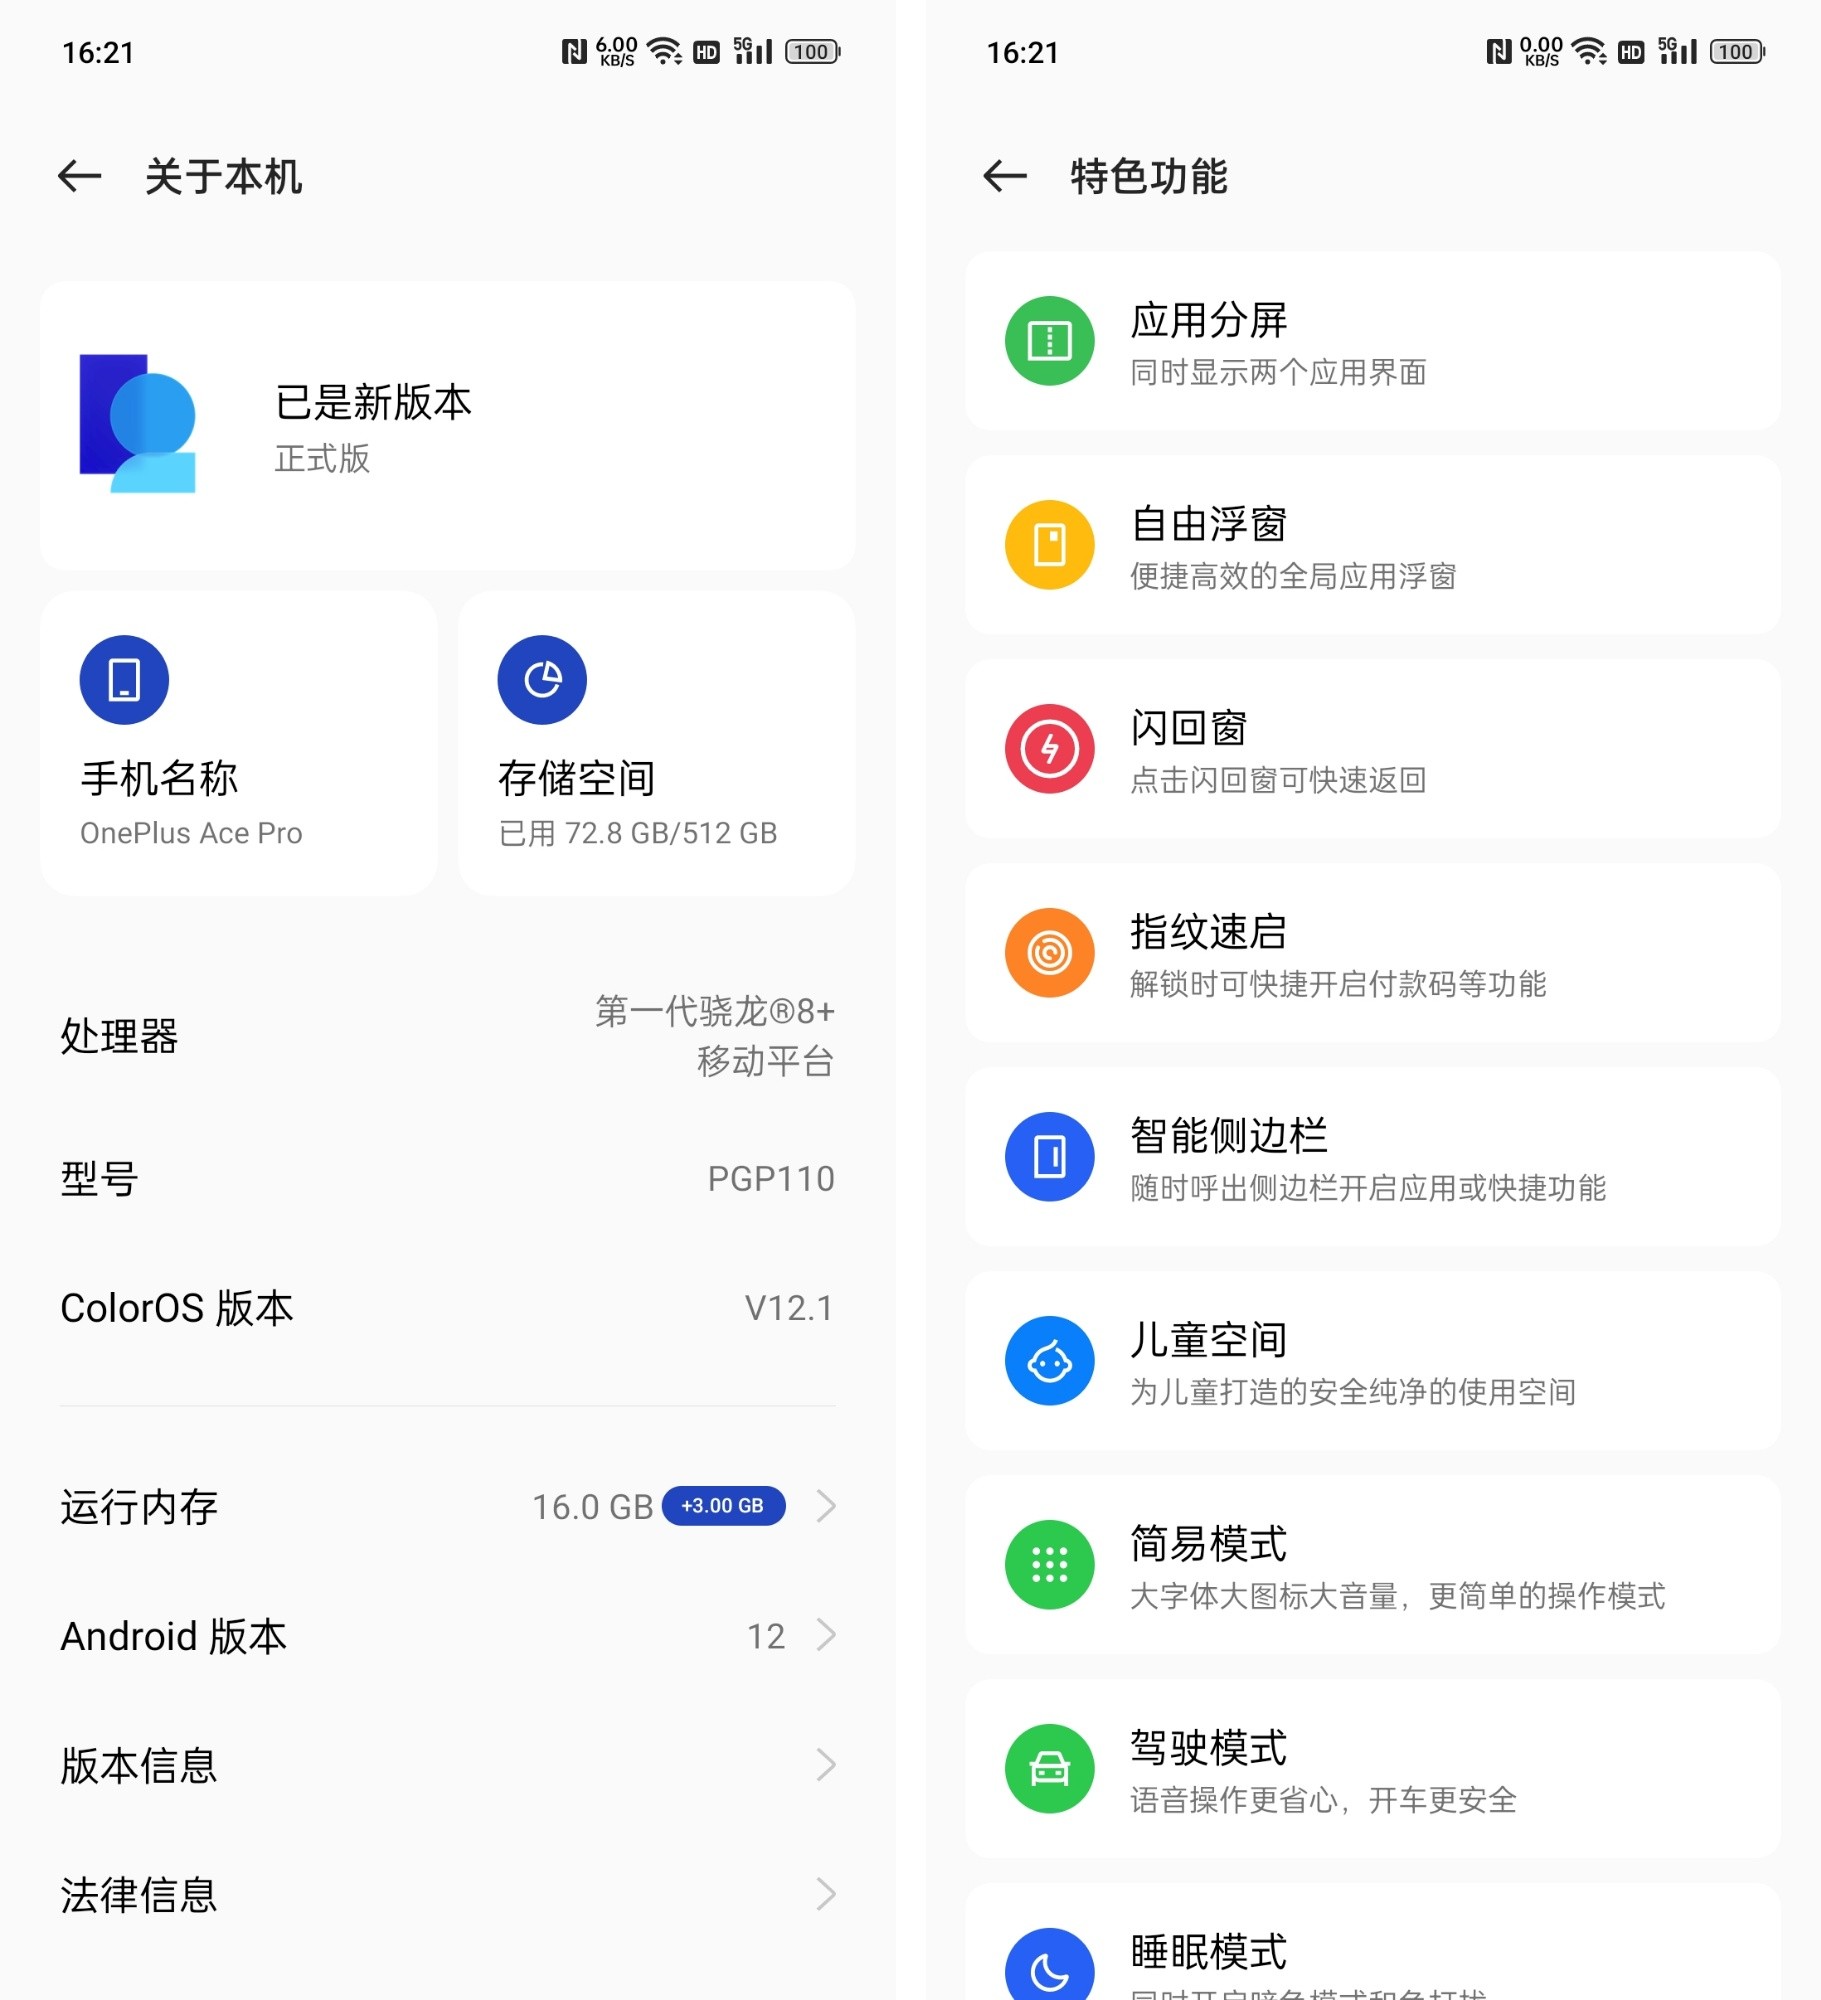 16:21
6.00
KB/S
HD
5G
100
关于本机
已是新版本
正式版
手机名称
OnePlus Ace Pro
存储空间
已用 72.8 GB/512 GB
处理器
第一代骁龙®8+
移动平台
型号
PGP110
ColorOS 版本
V12.1
运行内存
16.0 GB
+3.00 GB
Android 版本
12
版本信息
法律信息
16:21
0.00
KB/S
HD
5G
100
特色功能
应用分屏
同时显示两个应用界面
自由浮窗
便捷高效的全局应用浮窗
闪回窗
点击闪回窗可快速返回
指纹速启
解锁时可快捷开启付款码等功能
智能侧边栏
随时呼出侧边栏开启应用或快捷功能
儿童空间
为儿童打造的安全纯净的使用空间
简易模式
大字体大图标大音量，更简单的操作模式
驾驶模式
语音操作更省心，开车更安全
睡眠模式